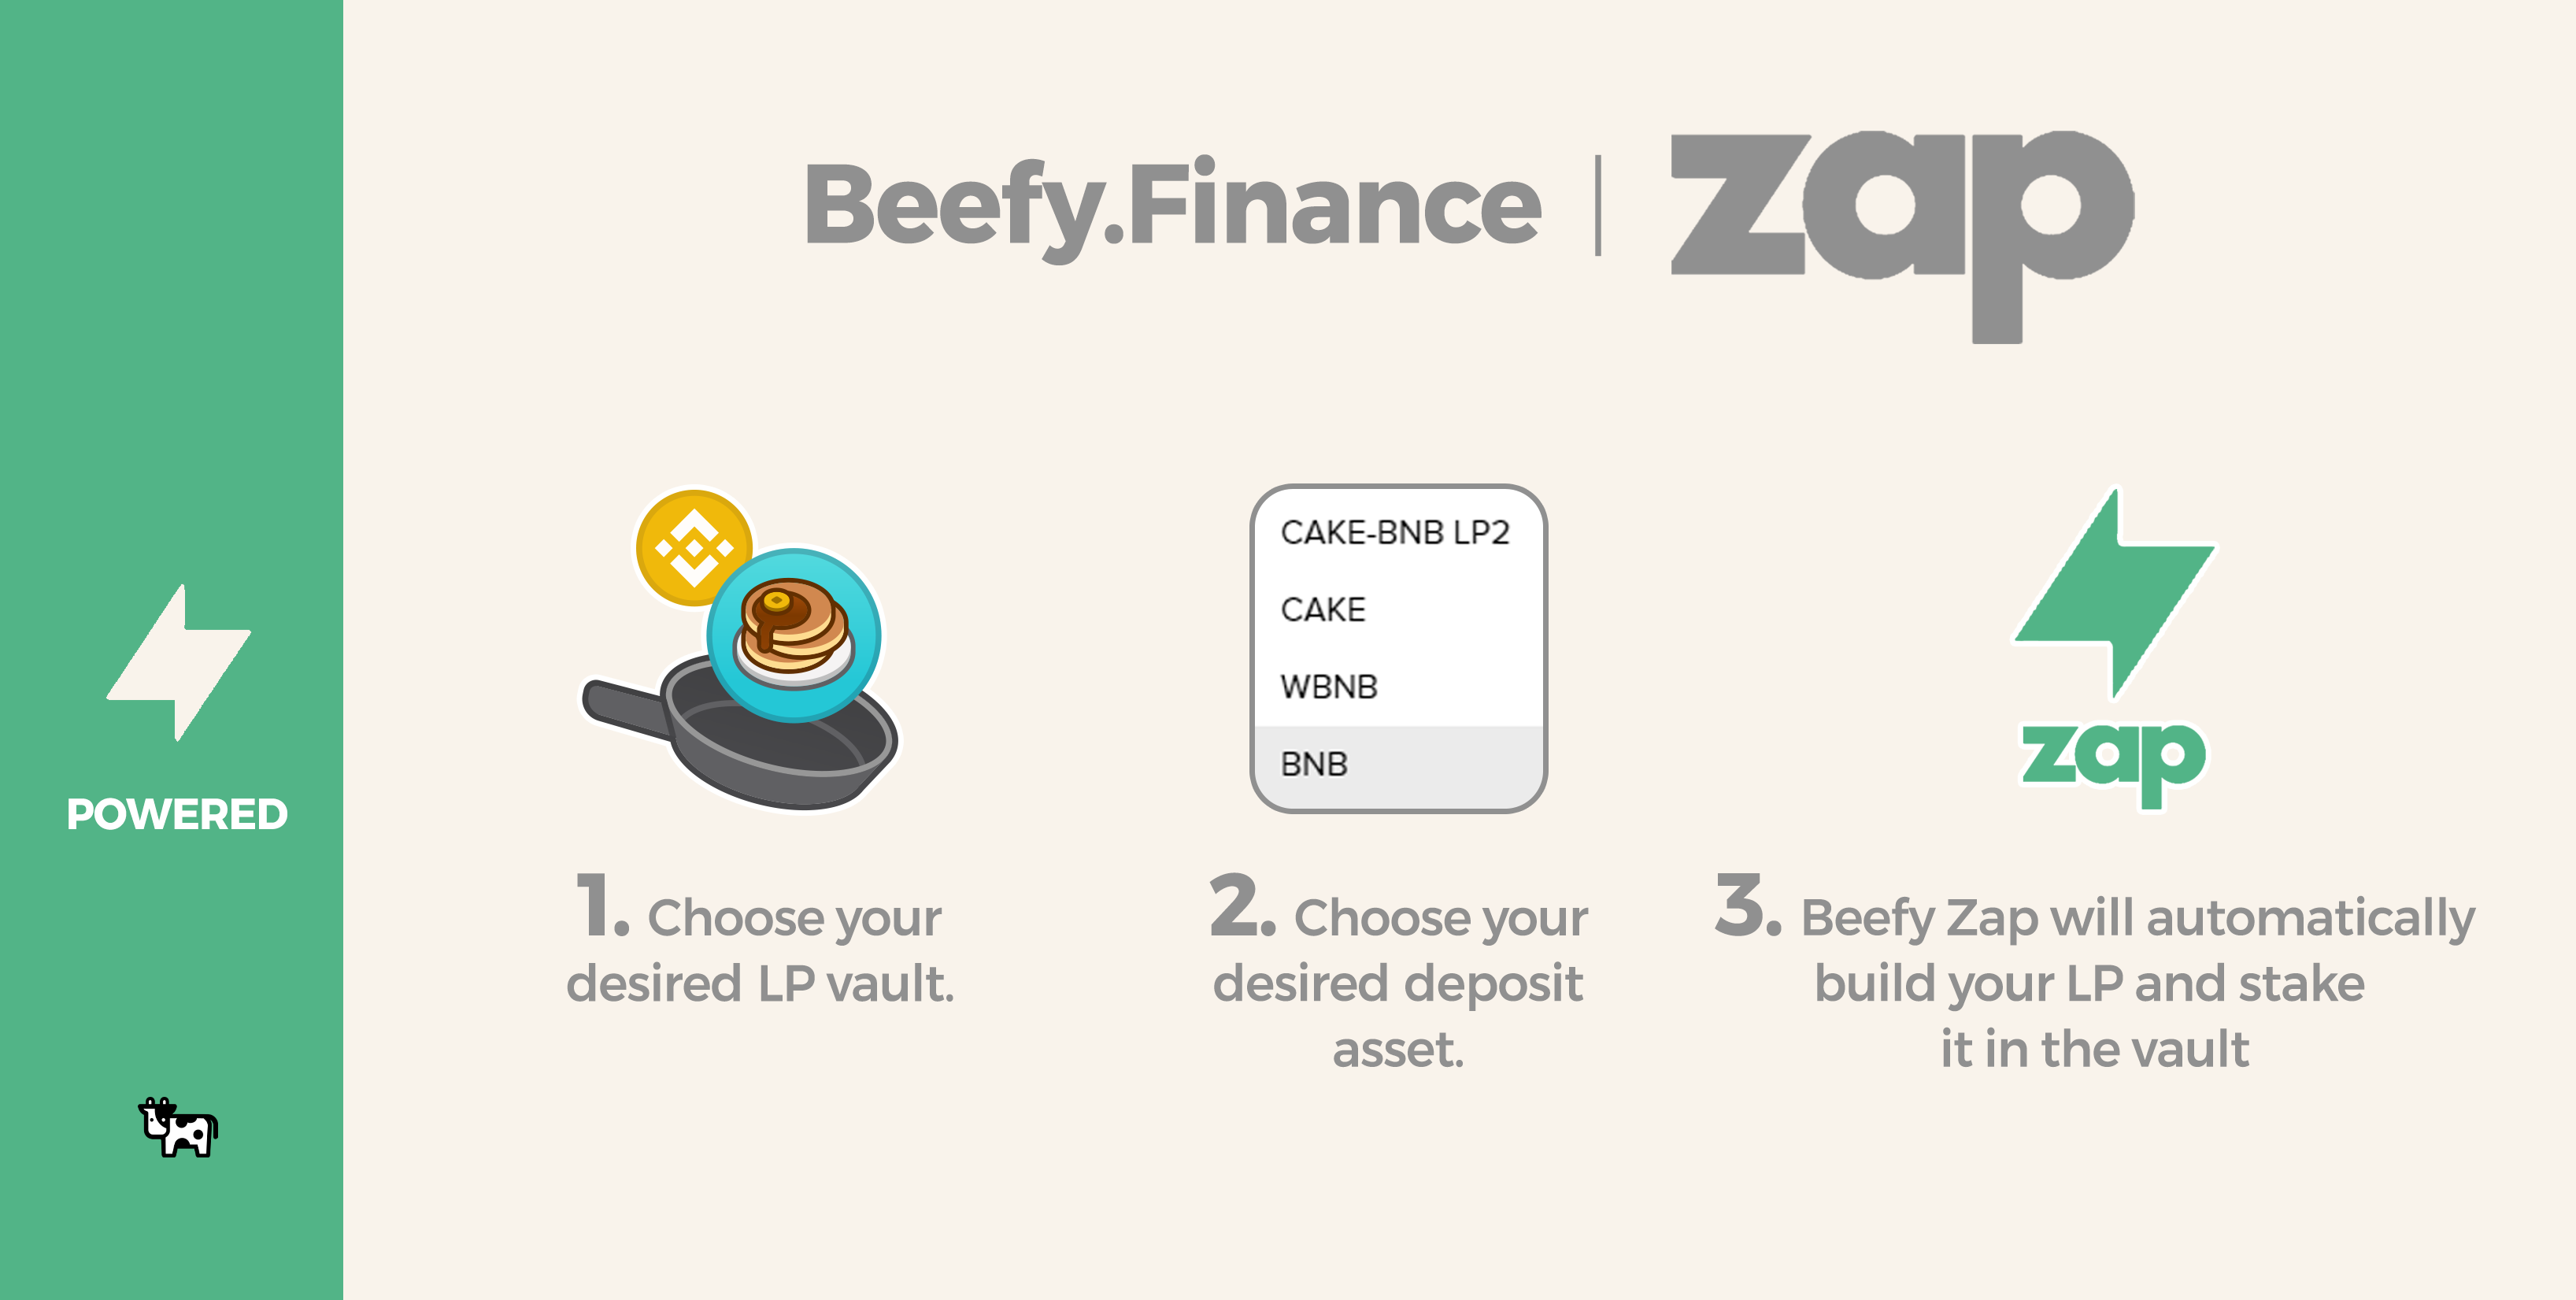 Beefy.Finance | zap
POWERED
CAKE-BNB LP2
CAKE
WBNB
BNB
zap
1. Choose your
desired LP vault.
2. Choose your
desired deposit
asset.
3. Beefy Zap will automatically
build your LP and stake
it in the vault